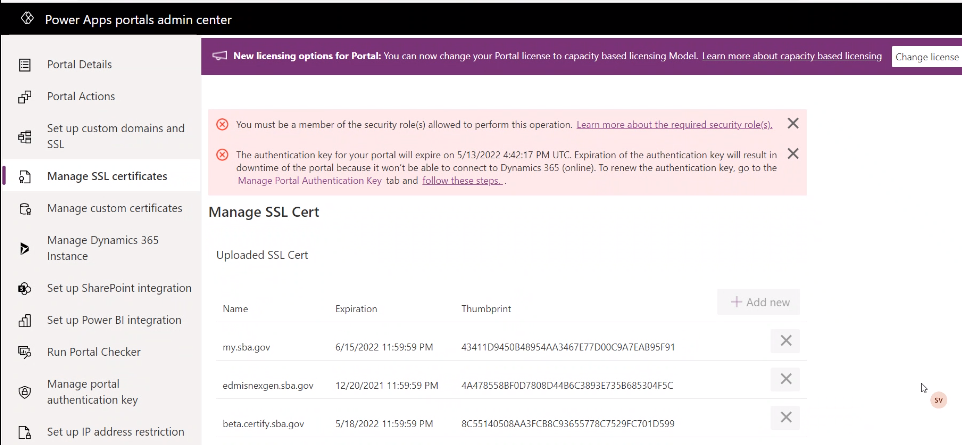 Power Apps portals admin center
New licensing options for Portal: You can now change your Portal license to capacity based licensing Model. Learn more about capacity based licensing
Change license
Portal Details
Portal Actions
Set up custom domains and
SSL
Manage SSL certificates
Manage custom certificates
Manage Dynamics 365
Instance
Set up SharePoint integration
Set up Power BI integration
Run Portal Checker
Manage portal
authentication key
Set up IP address restriction
You must be a member of the security role(s) allowed to perform this operation. Learn more about the required security role(s).
The authentication key for your portal will expire on 5/13/2022 4:42:17 PM UTC. Expiration of the authentication key will result in
downtime of the portal because it won't be able to connect to Dynamics 365 (online). To renew the authentication key, go to the
Manage Portal Authentication Key tab and follow these steps. .
Manage SSL Cert
Uploaded SSL Cert
+ Add new
Name Expiration Thumbprint
my.sba.gov 6/15/2022 11:59:59 PM 43411D9450B48954AA3467E77D00C9A7EAB95F91
edmisnexgen.sba.gov 12/20/2021 11:59:59 PM 4A478558BF0D7808D44B6C3893E735B685304F5C
beta.certify.sba.gov 5/18/2022 11:59:59 PM 8C55140508AA3FCB8C93655778C7529FC701D599
SV